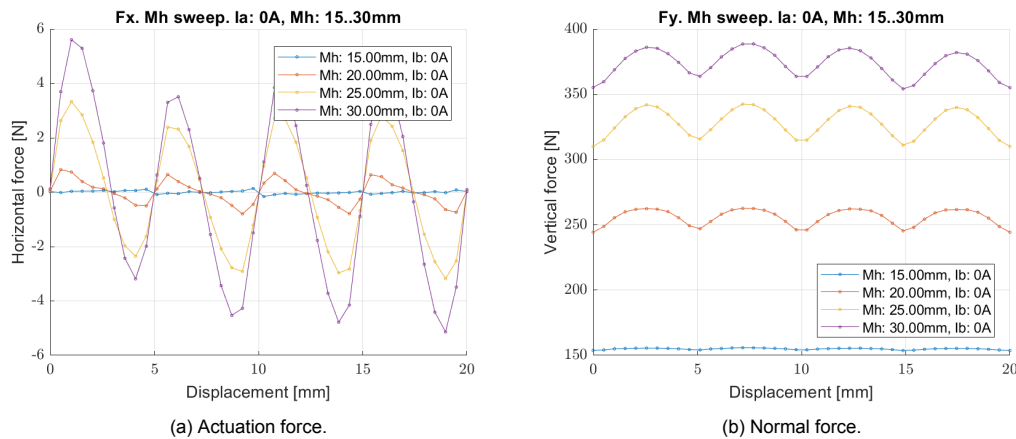 Fx. Mh sweep. Ia: 0A, Mh: 15..30mm
6
4
2
0
-2
-4
-6
Horizontal force [N]
Mh: 15.00mm, Ib: 0A
Mh: 20.00mm, Ib: 0A
Mh: 25.00mm, Ib: 0A
Mh: 30.00mm, Ib: 0A
0 5 10 15 20
Displacement [mm]
(a) Actuation force.
Fy. Mh sweep. Ia: 0A, Mh: 15..30mm
400
350
300
250
200
150
Vertical force [N]
Mh: 15.00mm, Ib: 0A
Mh: 20.00mm, Ib: 0A
Mh: 25.00mm, Ib: 0A
Mh: 30.00mm, Ib: 0A
0 5 10 15 20
Displacement [mm]
(b) Normal force.